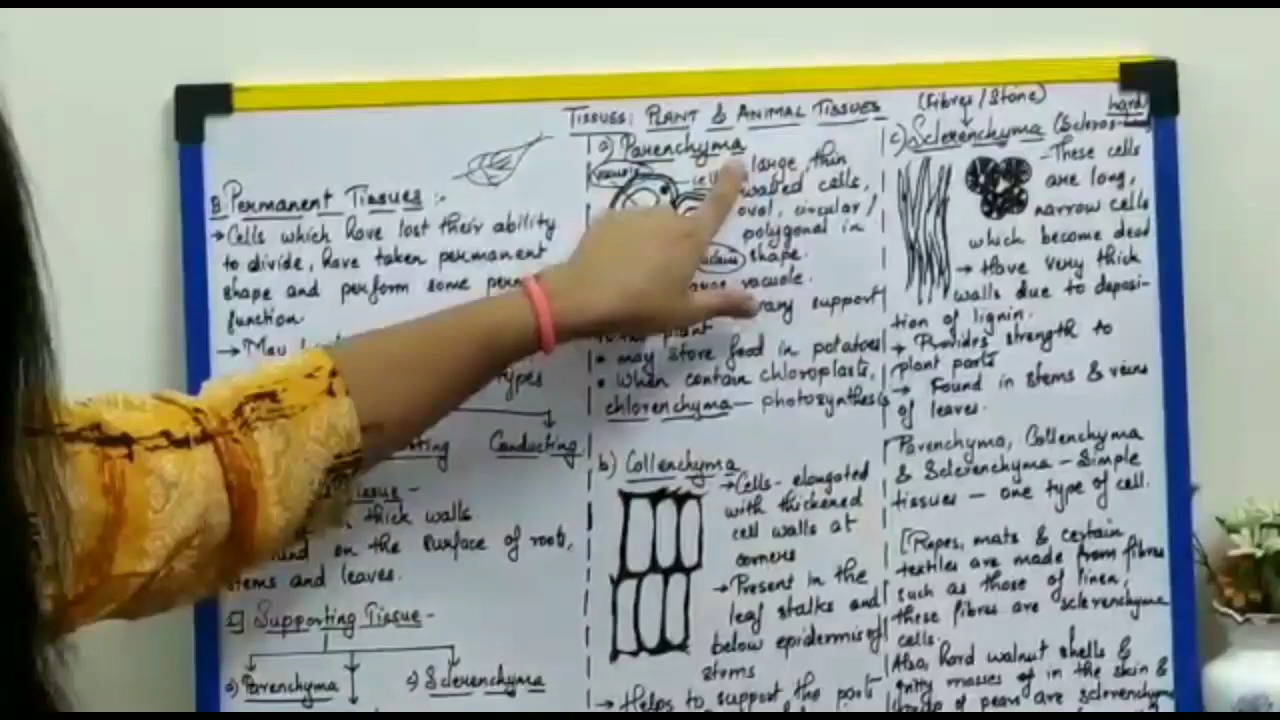 TISSUES: PLANT & ANIMAL TISSUES
B. Permanent Tissues :-
→ Cells which have lost their ability
to divide, have taken permanent
shape and perform some
function.
→ May
types
Conducting
Tissue -
thick walls.
on the surface of roots,
stems and leaves.
Supporting Tissue -
a) Parenchyma
c) Sclerenchyma
a) Parenchyma
large, thin
walled cells,
oval, circular /
polygonal in
shape.
vacuole.
support
plant
• may store food in potatoes
• When contain chloroplasts,
chlorenchyma — photosynthesis
b) Collenchyma
→ Cells - elongated
with thickened
cell walls at
corners
→ Present in the
leaf stalks and
below epidermis of
stems
→ Helps to support the
(Fibres / Stone)
hard
c) Sclerenchyma (Scleros
- These cells
are long,
narrow cells
which become dead
→ Have very thick
walls due to deposi-
tion of lignin.
→ Provides strength to
plant parts
→ Found in stems & veins
of leaves.
Parenchyma, Collenchyma
& Sclerenchyma - Simple
tissues — one type of cell.
[Ropes, mats & certain
textiles are made from fibres
such as those of linen,
these fibres are sclerenchyma
cells.
Also, hard walnut shells &
gritty masses of in the skin &
of pear are sclerenchyma